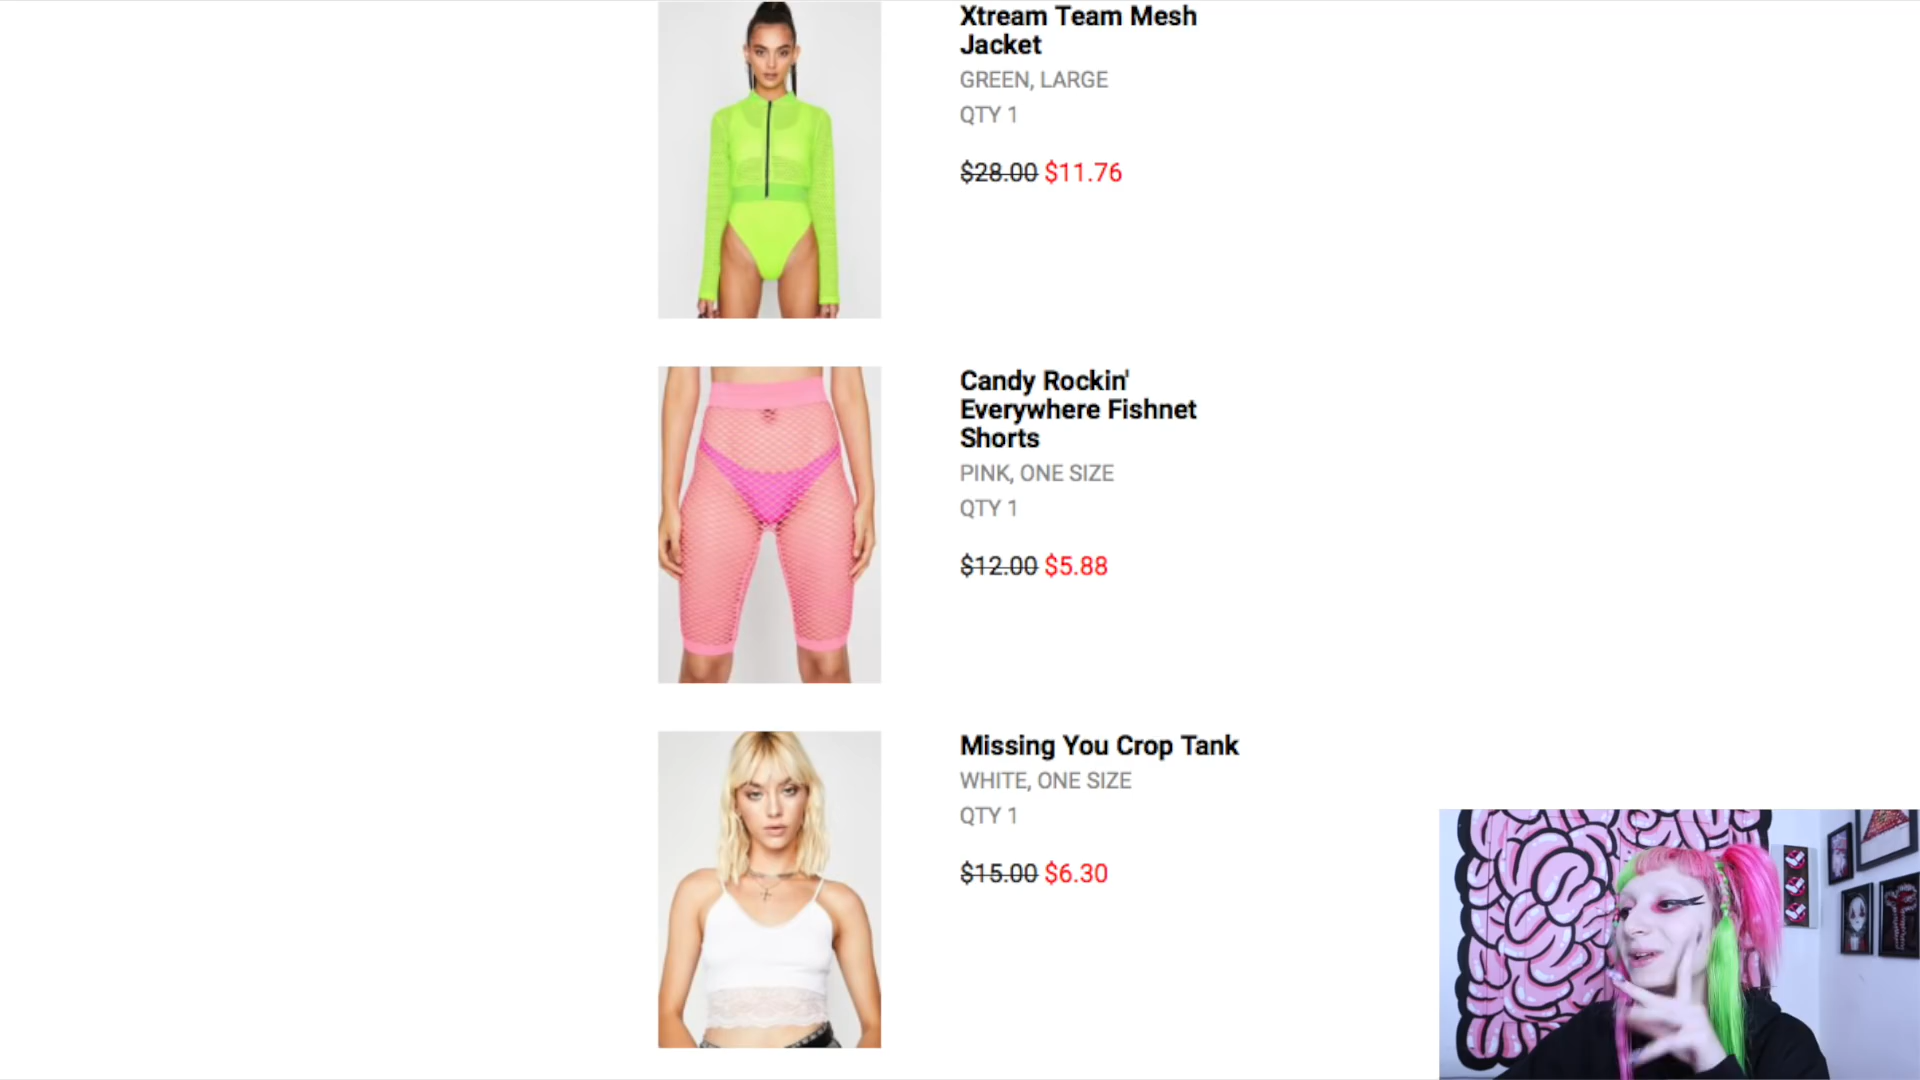 Xtream Team Mesh
Jacket
GREEN, LARGE
QTY 1
$28.00 $11.76
Candy Rockin'
Everywhere Fishnet
Shorts
PINK, ONE SIZE
QTY 1
$12.00 $5.88
Missing You Crop Tank
WHITE, ONE SIZE
QTY 1
$15.00 $6.30